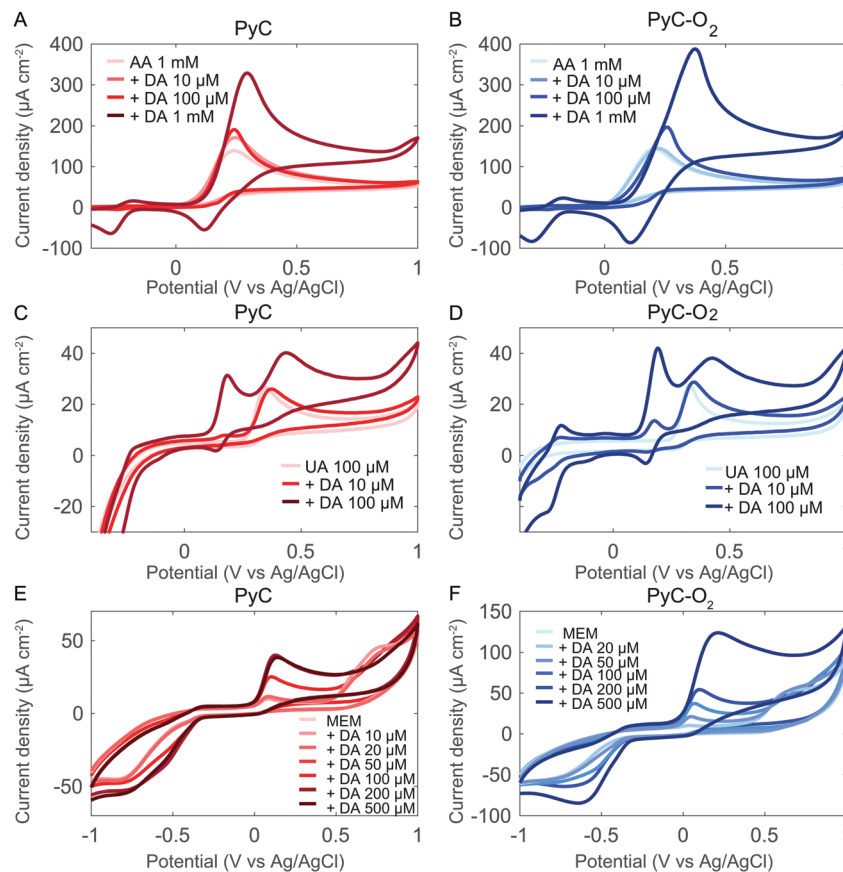 A
PyC
Current density (µA cm-2)
400
300
200
100
0
-100
AA 1 mM
+ DA 10 µM
+ DA 100 µM
+ DA 1 mM
0
0.5
1
Potential (V vs Ag/AgCl)
B
PyC-O2
Current density (µA cm-2)
400
300
200
100
0
-100
AA 1 mM
+ DA 10 µM
+ DA 100 µM
+ DA 1 mM
0
0.5
1
Potential (V vs Ag/AgCl)
C
PyC
Current density (µA cm-2)
40
20
0
-20
UA 100 µM
+ DA 10 µM
+ DA 100 µM
0
0.5
1
Potential (V vs Ag/AgCl)
D
PyC-O2
Current density (µA cm-2)
40
20
0
-20
UA 100 µM
+ DA 10 µM
+ DA 100 µM
0
0.5
1
Potential (V vs Ag/AgCl)
E
PyC
Current density (µA cm-2)
50
0
-50
MEM
+ DA 10 µM
+ DA 20 µM
+ DA 50 µM
+ DA 100 µM
+ DA 200 µM
+ DA 500 µM
-1
-0.5
0
0.5
1
Potential (V vs Ag/AgCl)
F
PyC-O2
Current density (µA cm-2)
150
100
50
0
-50
-100
MEM
+ DA 20 µM
+ DA 50 µM
+ DA 100 µM
+ DA 200 µM
+ DA 500 µM
-1
-0.5
0
0.5
1
Potential (V vs Ag/AgCl)